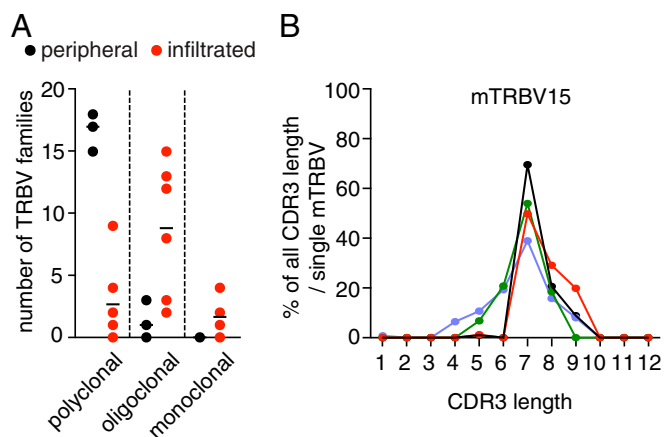 A
peripheral infiltrated
number of TRBV families
20
15
10
5
0
polyclonal
oligoclonal
monoclonal
B
mTRBV15
% of all CDR3 length
/ single mTRBV
100
80
60
40
20
0
1 2 3 4 5 6 7 8 9 10 11 12
CDR3 length